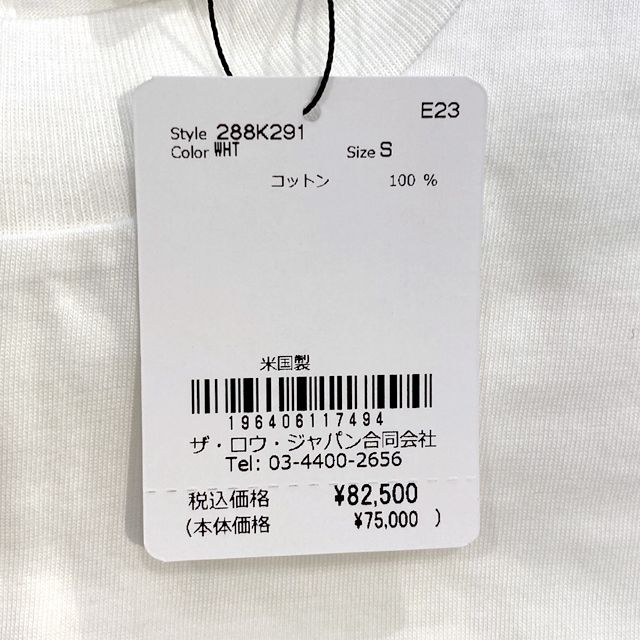 E23
Style 288K291
Color WHT Size S
コットン 100 %
米国製
196406117494
ザ・ロウ・ジャパン合同会社
Tel: 03-4400-2656
税込価格 ¥82,500
(本体価格 ¥75,000 )